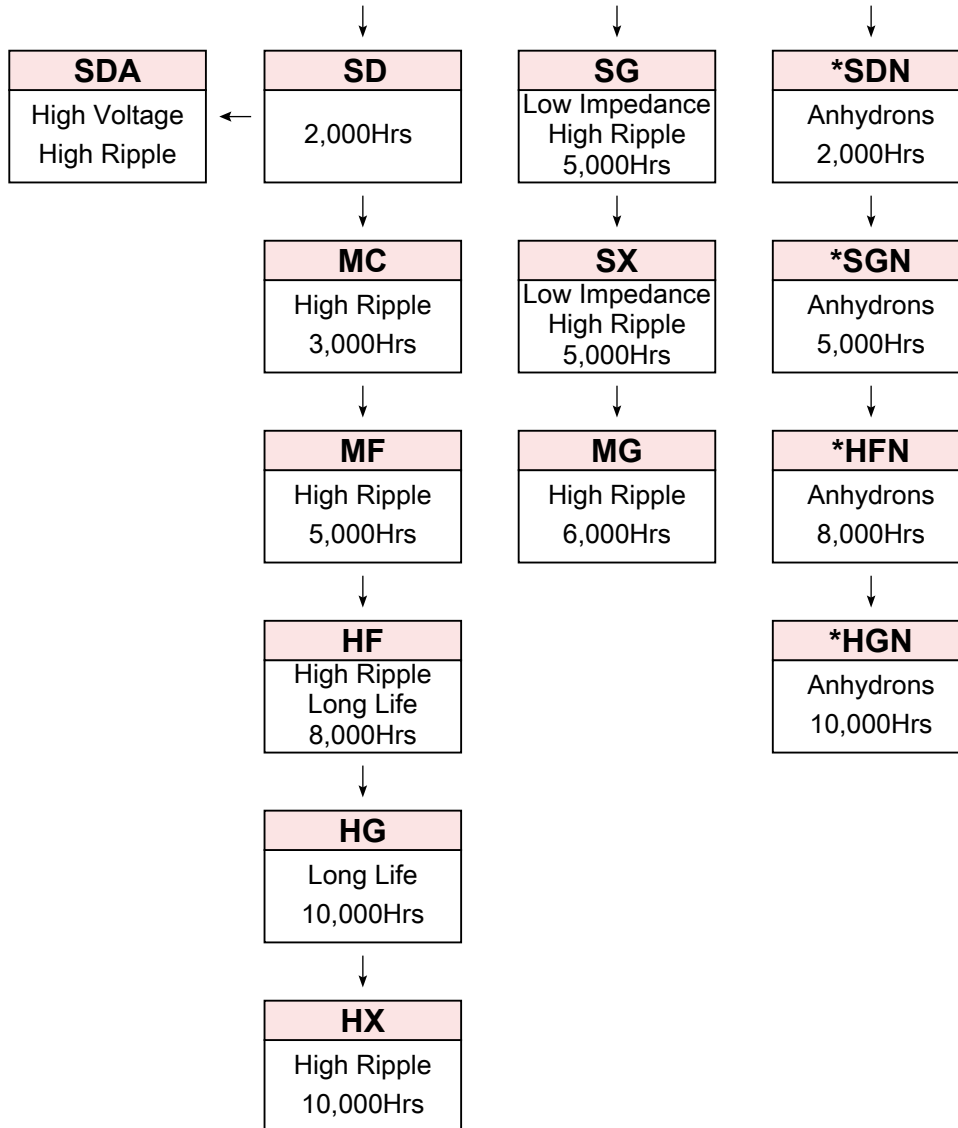 SDA
High Voltage
High Ripple
SD
2,000Hrs
SG
Low Impedance
High Ripple
5,000Hrs
*SDN
Anhydrons
2,000Hrs
MC
High Ripple
3,000Hrs
SX
Low Impedance
High Ripple
5,000Hrs
*SGN
Anhydrons
5,000Hrs
MF
High Ripple
5,000Hrs
MG
High Ripple
6,000Hrs
*HFN
Anhydrons
8,000Hrs
HF
High Ripple
Long Life
8,000Hrs
*HGN
Anhydrons
10,000Hrs
HG
Long Life
10,000Hrs
HX
High Ripple
10,000Hrs